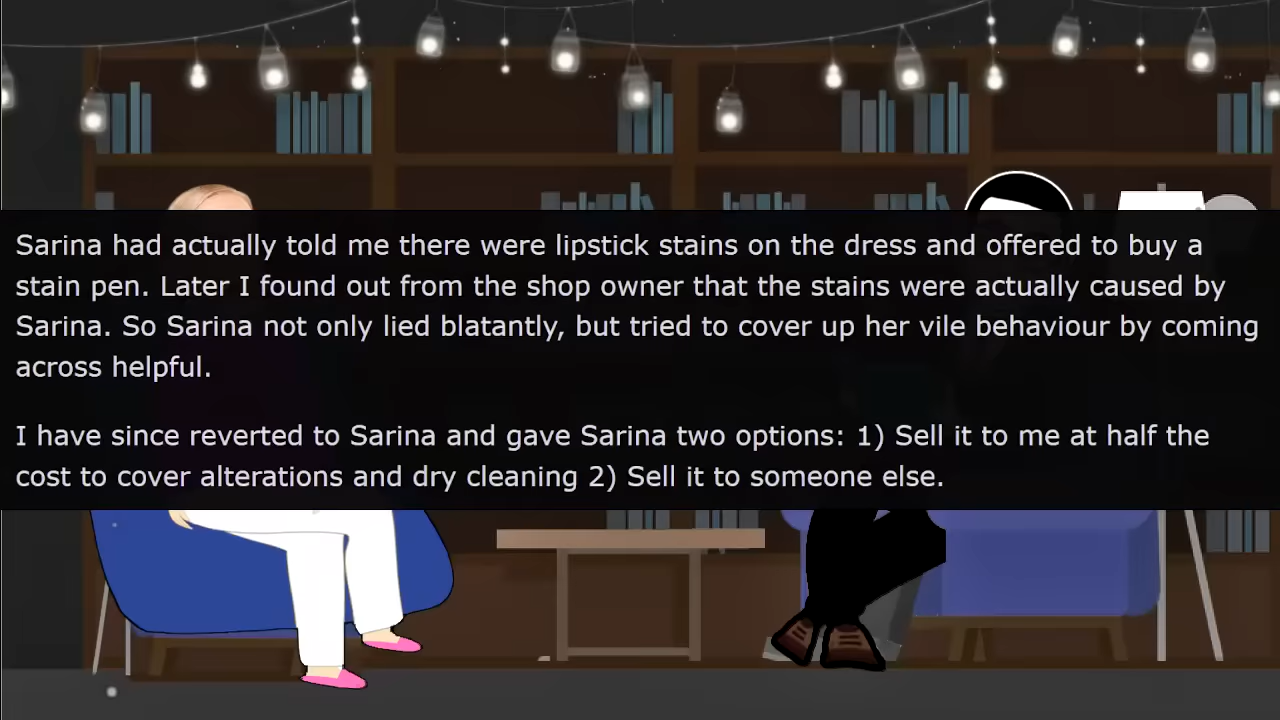 Sarina had actually told me there were lipstick stains on the dress and offered to buy a
stain pen. Later I found out from the shop owner that the stains were actually caused by
Sarina. So Sarina not only lied blatantly, but tried to cover up her vile behaviour by coming
across helpful.
I have since reverted to Sarina and gave Sarina two options: 1) Sell it to me at half the
cost to cover alterations and dry cleaning 2) Sell it to someone else.